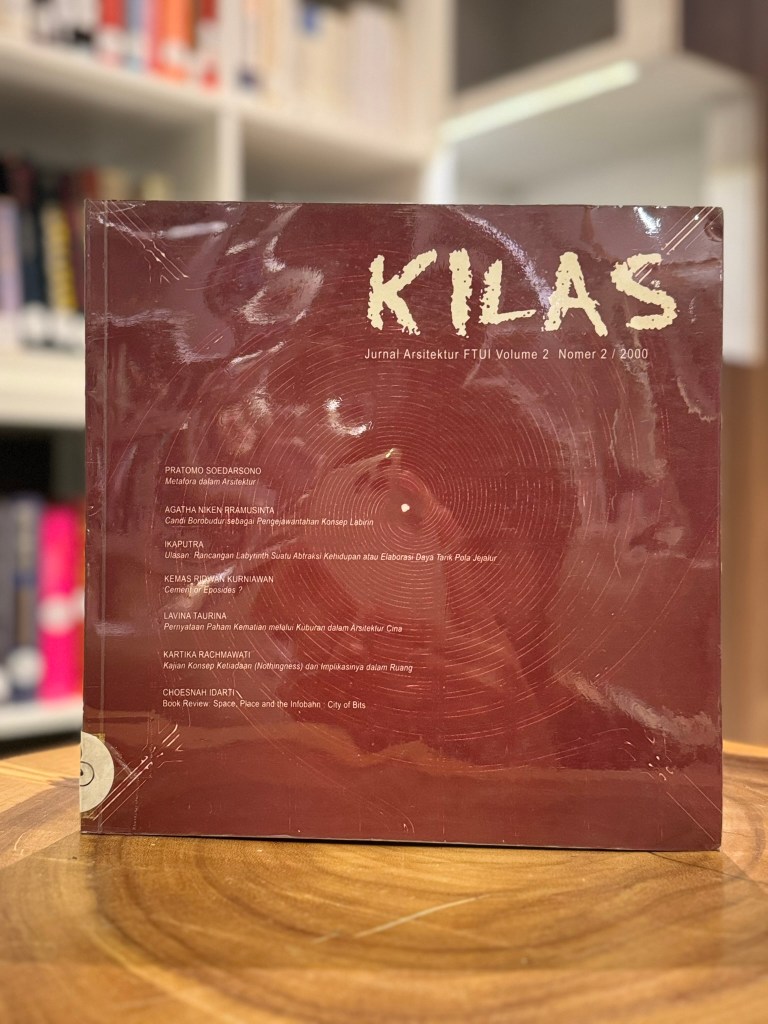 KILAS
Jurnal Arsitektur FTUI Volume 2 Nomer 2 / 2000
PRATOMO SOEDARSONO
Metafora dalam Arsitektur
AGATHA NIKEN PRAMUSINTA
Candi Borobudur sebagai Pengejawantahan Konsep Labirin
IKAPUTRA
Ulasan: Rancangan Labyrinth Suatu Abtraksi Kehidupan atau Elaborasi Daya Tarik Pola Jejalur
KEMAS RIDWAN KURNIAWAN
Cement or Eposides ?
LAVINA TAURINA
Pernyataan Paham Kematian melalui Kuburan dalam Arsitektur Cina
KARTIKA RACHMAWATI
Kajian Konsep Ketiadaan (Nothingness) dan Implikasinya dalam Ruang
CHOESNAH IDARTI
Book Review: Space, Place and the Infobahn : City of Bits